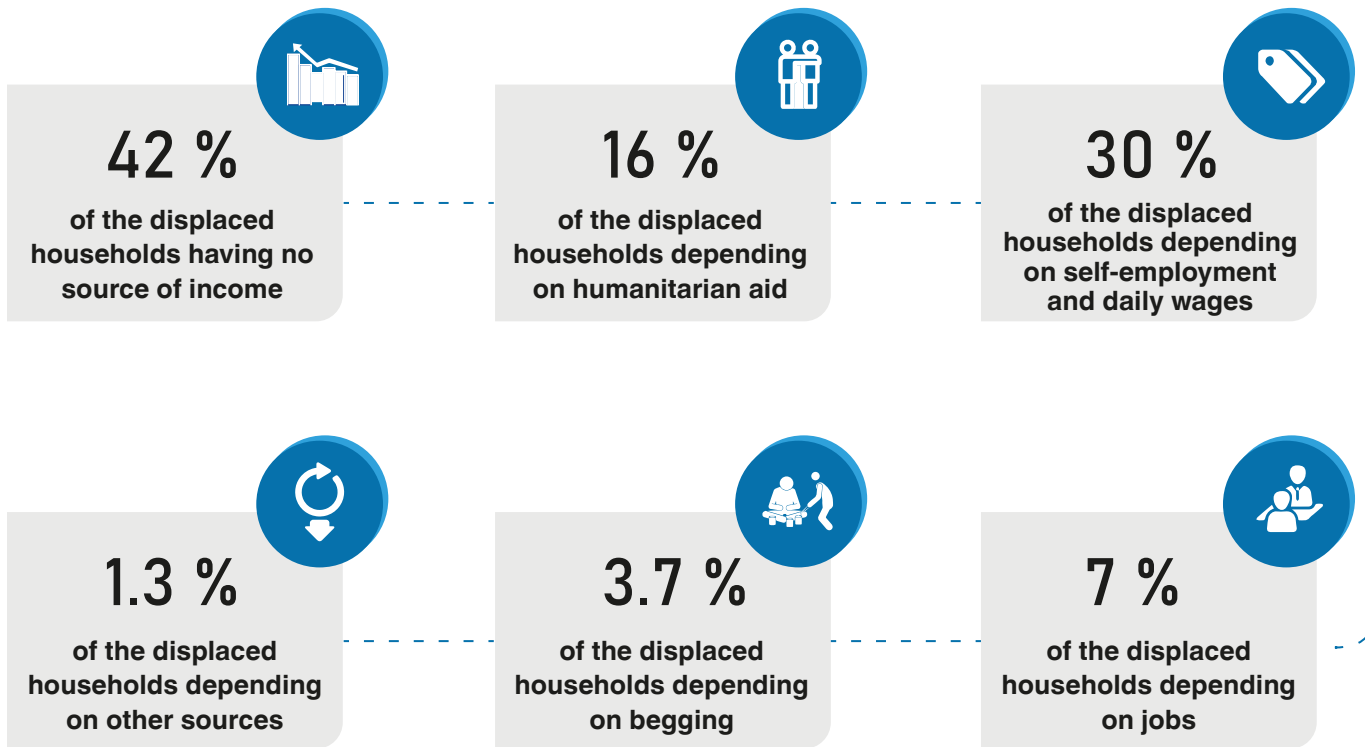 42 %
of the displaced
households having no
source of income
16 %
of the displaced
households depending
on humanitarian aid
30 %
of the displaced
households depending
on self-employment
and daily wages
1.3 %
of the displaced
households depending
on other sources
3.7 %
of the displaced
households depending
on begging
7 %
of the displaced
households depending
on jobs